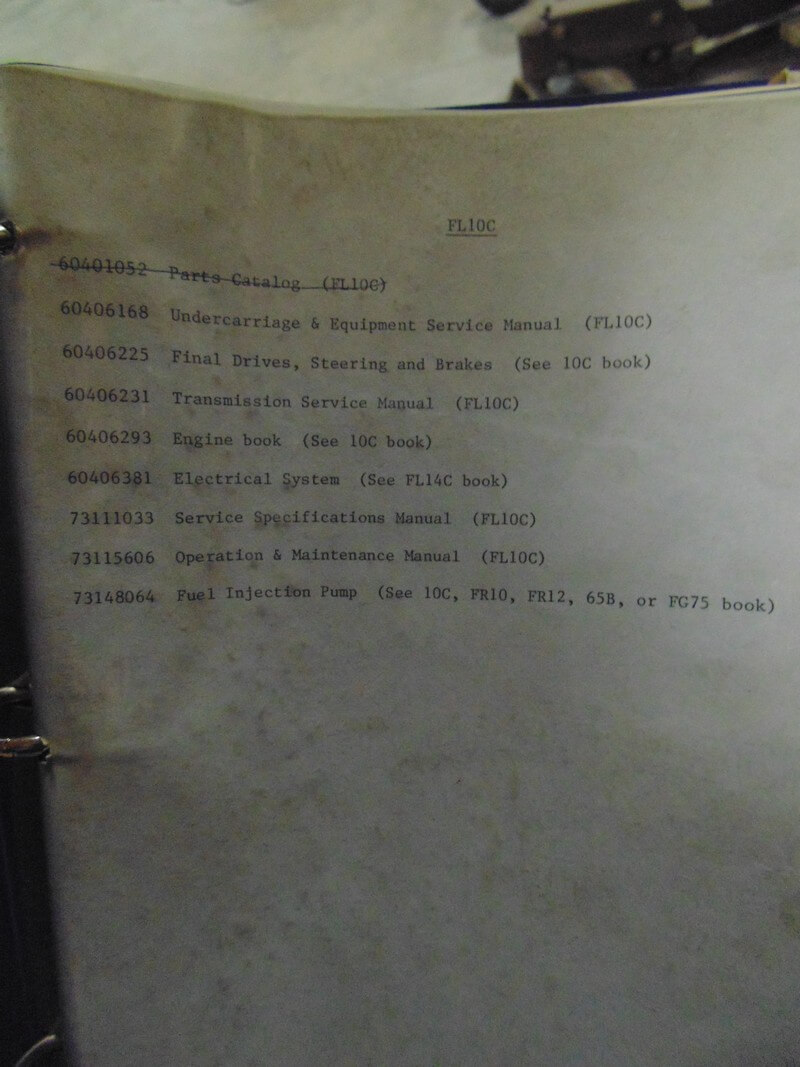 FL10C
60401052 Parts Catalog (FL10C)
60406168 Undercarriage & Equipment Service Manual (FL10C)
60406225 Final Drives, Steering and Brakes (See 10C book)
60406231 Transmission Service Manual (FL10C)
60406293 Engine book (See 10C book)
60406381 Electrical System (See FL14C book)
73111033 Service Specifications Manual (FL10C)
73115606 Operation & Maintenance Manual (FL10C)
73148064 Fuel Injection Pump (See 10C, FR10, FR12, 65B, or FG75 book)